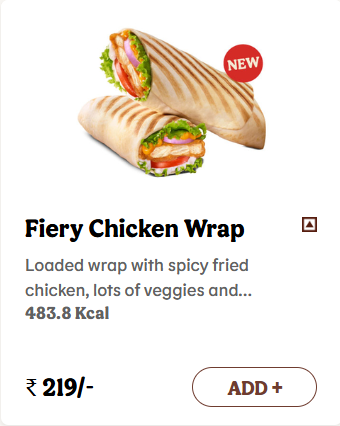 NEW
Fiery Chicken Wrap
Loaded wrap with spicy fried
chicken, lots of veggies and...
483.8 Kcal
₹ 219/-
ADD +